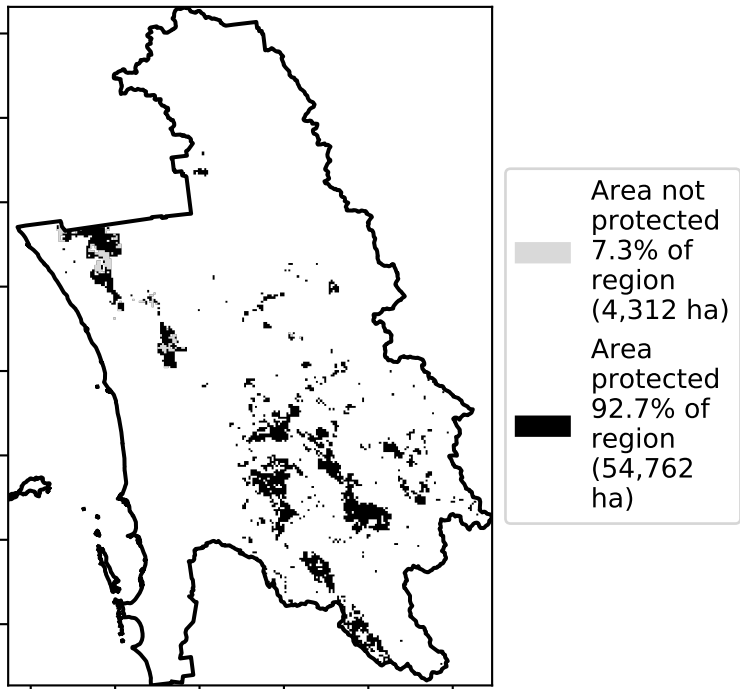 Area not
protected
7.3% of
region
(4,312 ha)
Area
protected
92.7% of
region
(54,762
ha)